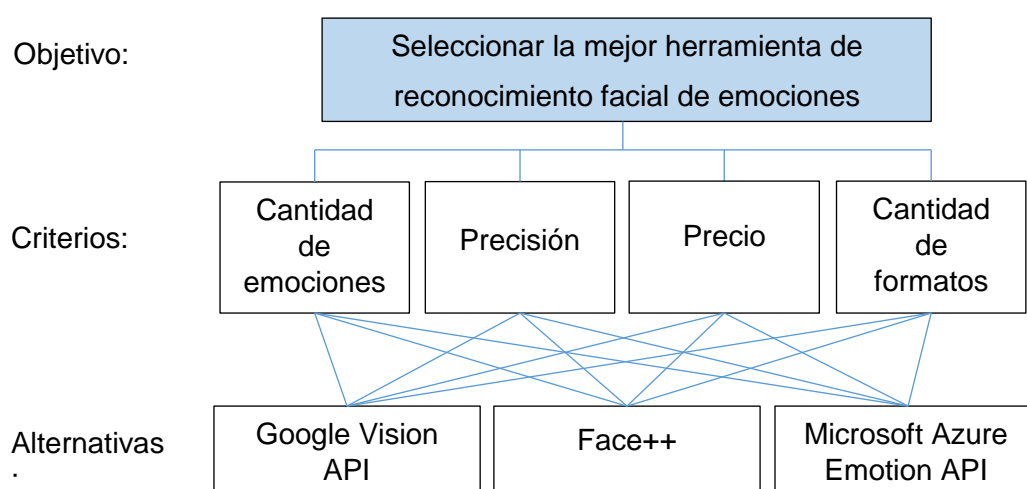 Objetivo:
Seleccionar la mejor herramienta de
reconocimiento facial de emociones
Criterios:
Cantidad
de
emociones
Precisión
Precio
Cantidad
de
formatos
Alternativas
:
Google Vision
API
Face++
Microsoft Azure
Emotion API